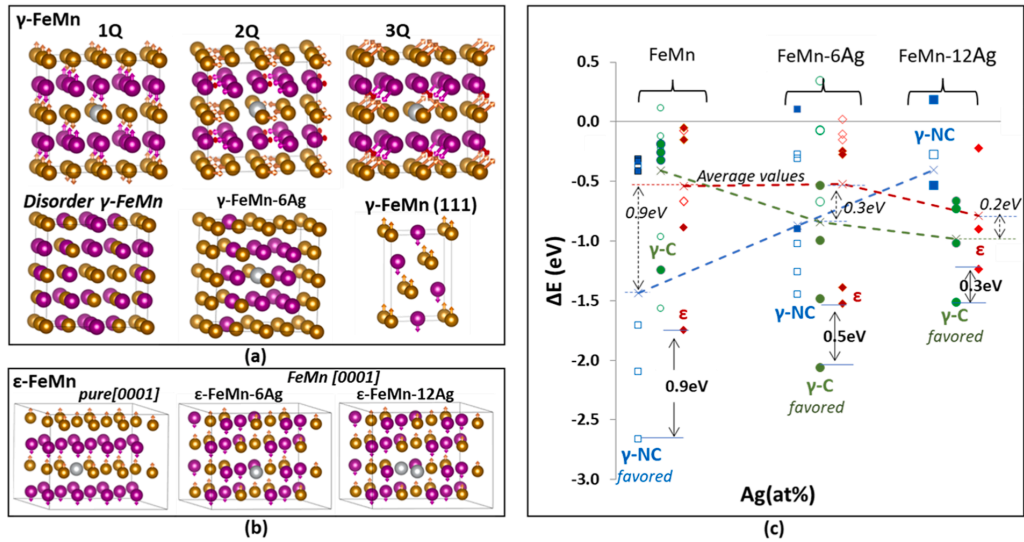 γ-FeMn
1Q
2Q
3Q
Disorder γ-FeMn
γ-FeMn-6Ag
γ-FeMn (111)
(a)
ε-FeMn
FeMn [0001]
pure[0001]
ε-FeMn-6Ag
ε-FeMn-12Ag
(b)
FeMn
FeMn-6Ag
FeMn-12Ag
0.5
0.0
-0.5
-1.0
-1.5
-2.0
-2.5
-3.0
ΔE (eV)
γ-NC
Average values
0.9eV
0.3eV
0.2eV
γ-C
ε
γ-NC
ε
ε
0.3eV
γ-C
favored
0.5eV
0.9eV
γ-C
favored
γ-NC
favored
Ag(at%)
(c)